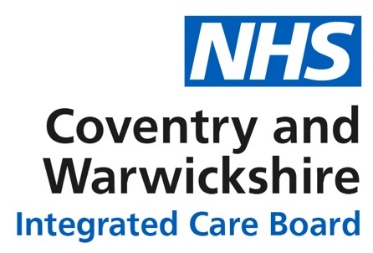 NHS
Coventry and
Warwickshire
Integrated Care Board